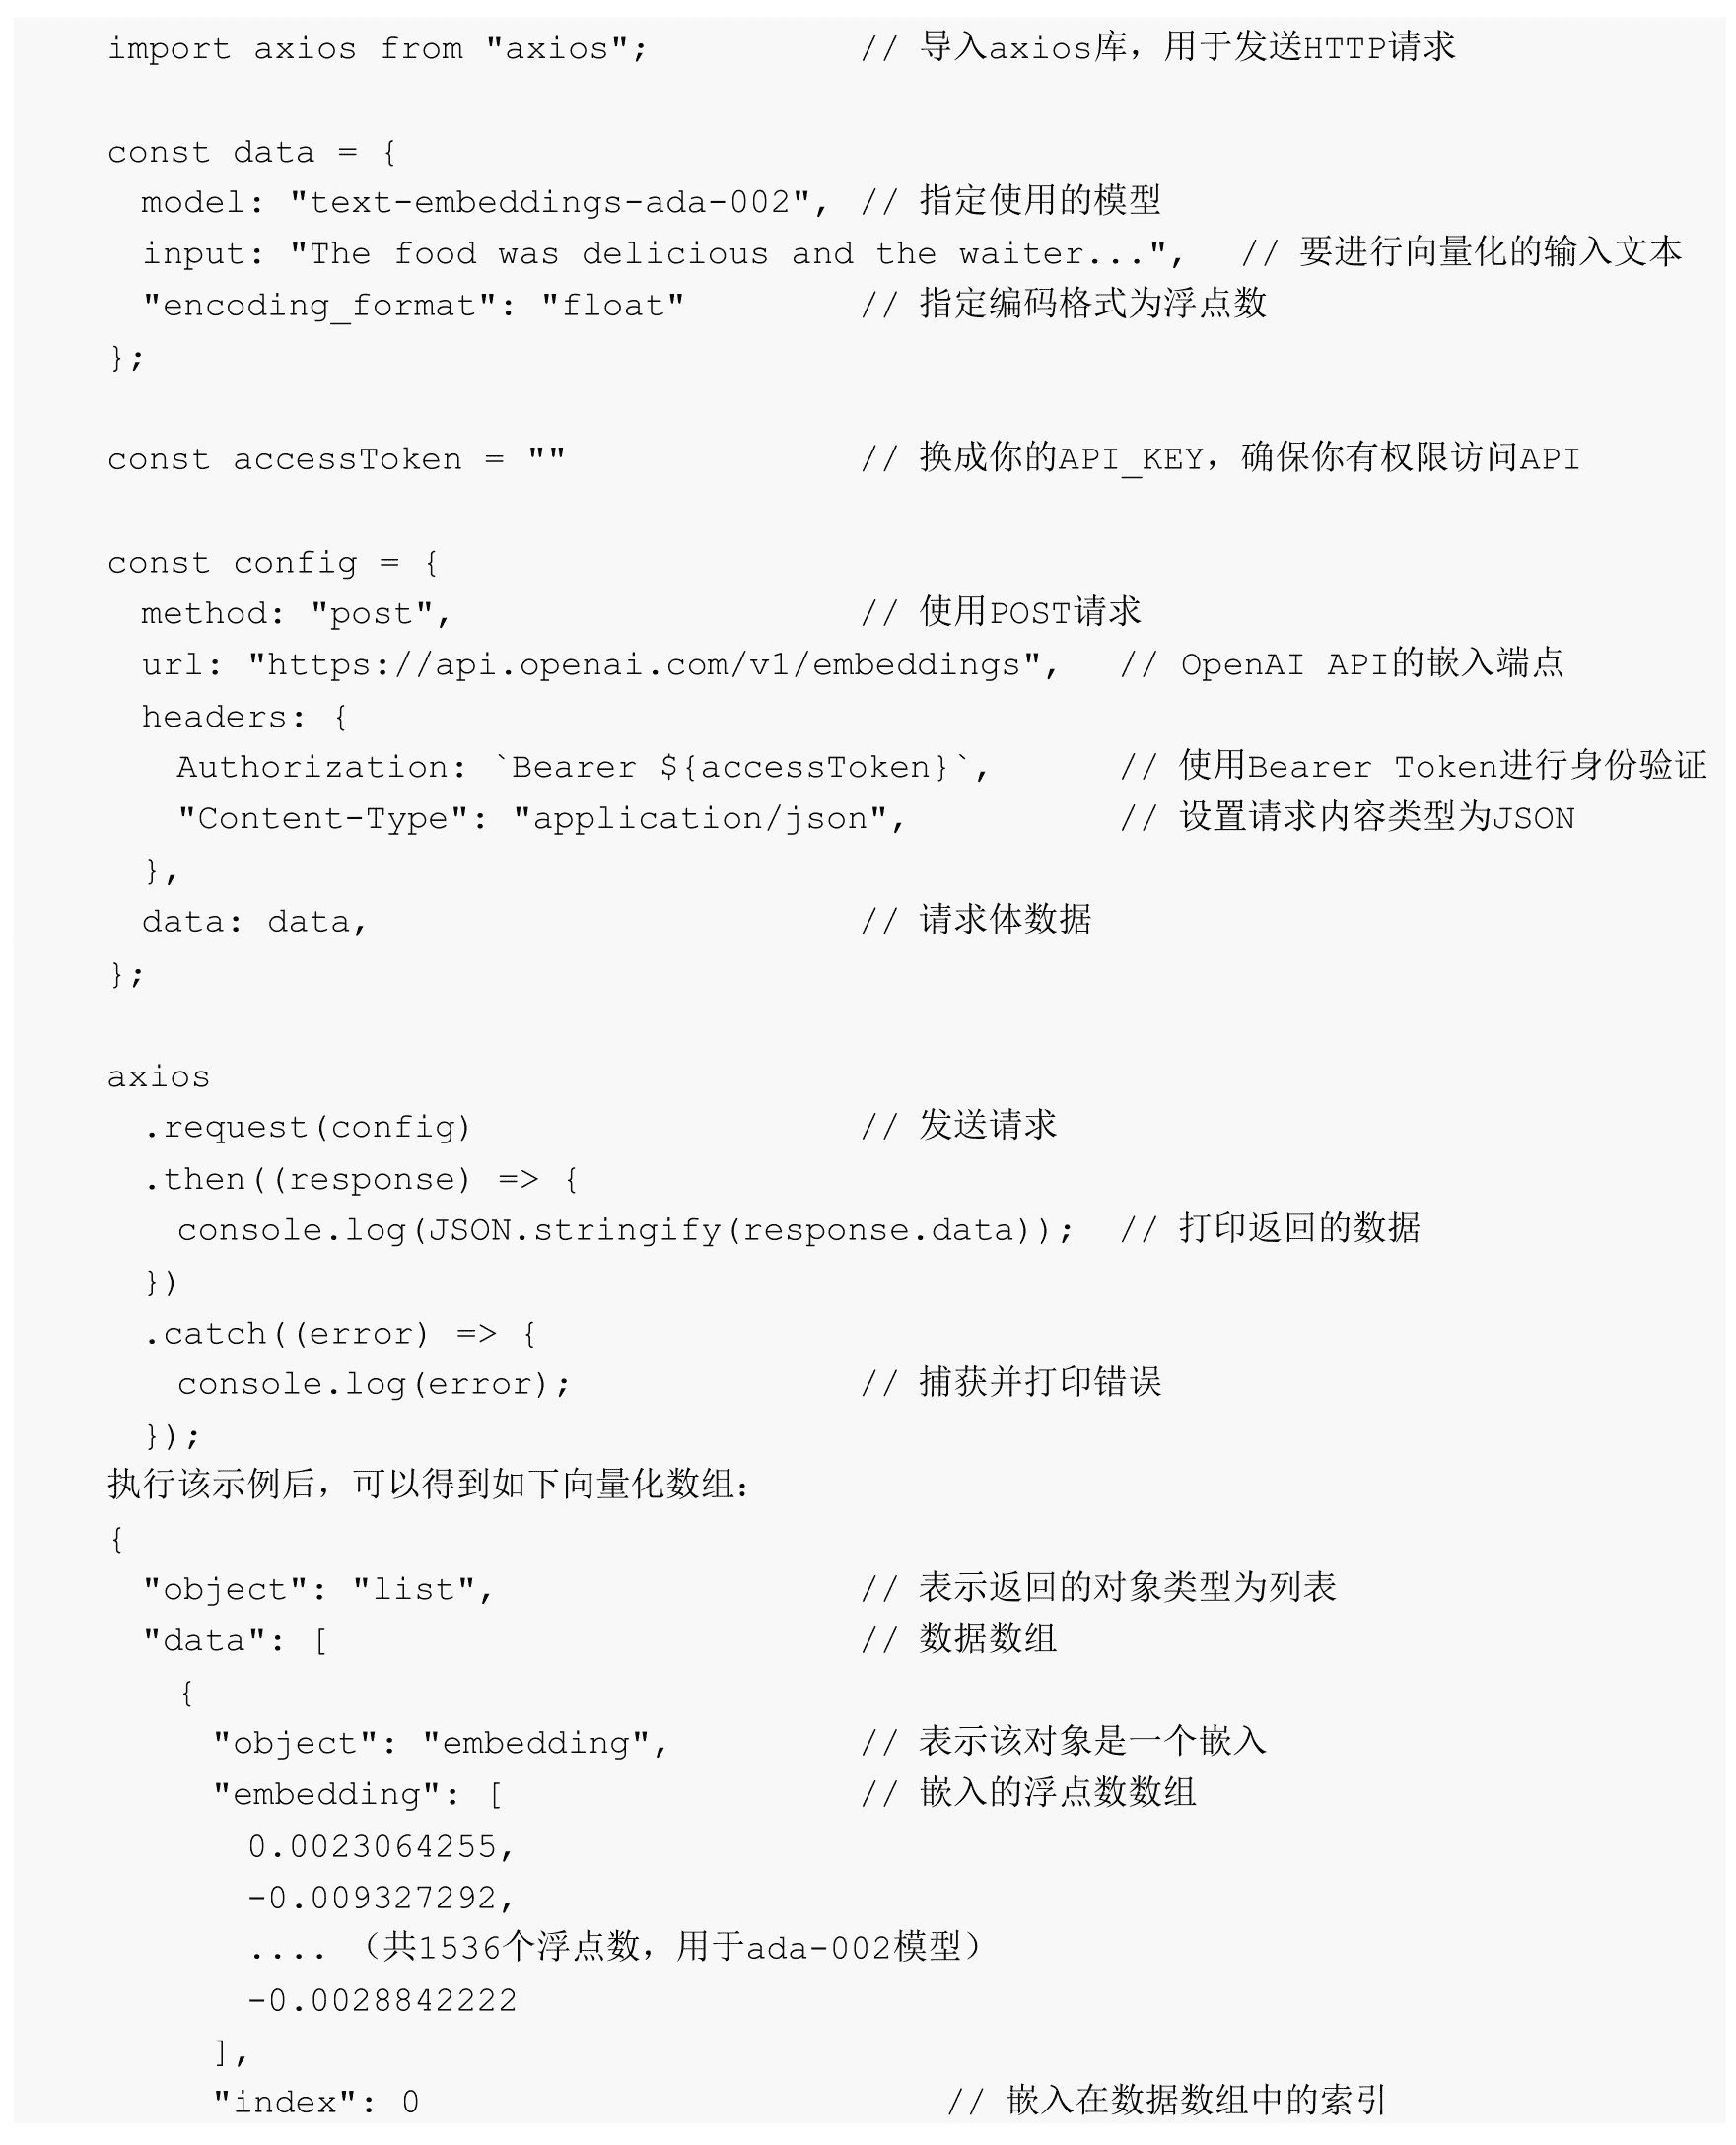 import axios from "axios";          // 导入axios库，用于发送HTTP请求
const data = {
  model: "text-embeddings-ada-002", // 指定使用的模型
  input: "The food was delicious and the waiter...",   // 要进行向量化的输入文本
  "encoding_format": "float"        // 指定编码格式为浮点数
};
const accessToken = ""              // 换成你的API_KEY，确保你有权限访问API
const config = {
  method: "post",                   // 使用POST请求
  url: "https://api.openai.com/v1/embeddings",   // OpenAI API的嵌入端点
  headers: {
    Authorization: `Bearer ${accessToken}`,      // 使用Bearer Token进行身份验证
    "Content-Type": "application/json",          // 设置请求内容类型为JSON
  },
  data: data,                       // 请求体数据
};
axios
  .request(config)                  // 发送请求
  .then((response) => {
    console.log(JSON.stringify(response.data));  // 打印返回的数据
  })
  .catch((error) => {
    console.log(error);             // 捕获并打印错误
  });
执行该示例后，可以得到如下向量化数组：
{
  "object": "list",                 // 表示返回的对象类型为列表
  "data": [                         // 数据数组
    {
      "object": "embedding",        // 表示该对象是一个嵌入
      "embedding": [                // 嵌入的浮点数数组
        0.0023064255,
        -0.009327292,
        .... （共1536个浮点数，用于ada-002模型）
        -0.0028842222
      ],
      "index": 0                        // 嵌入在数据数组中的索引